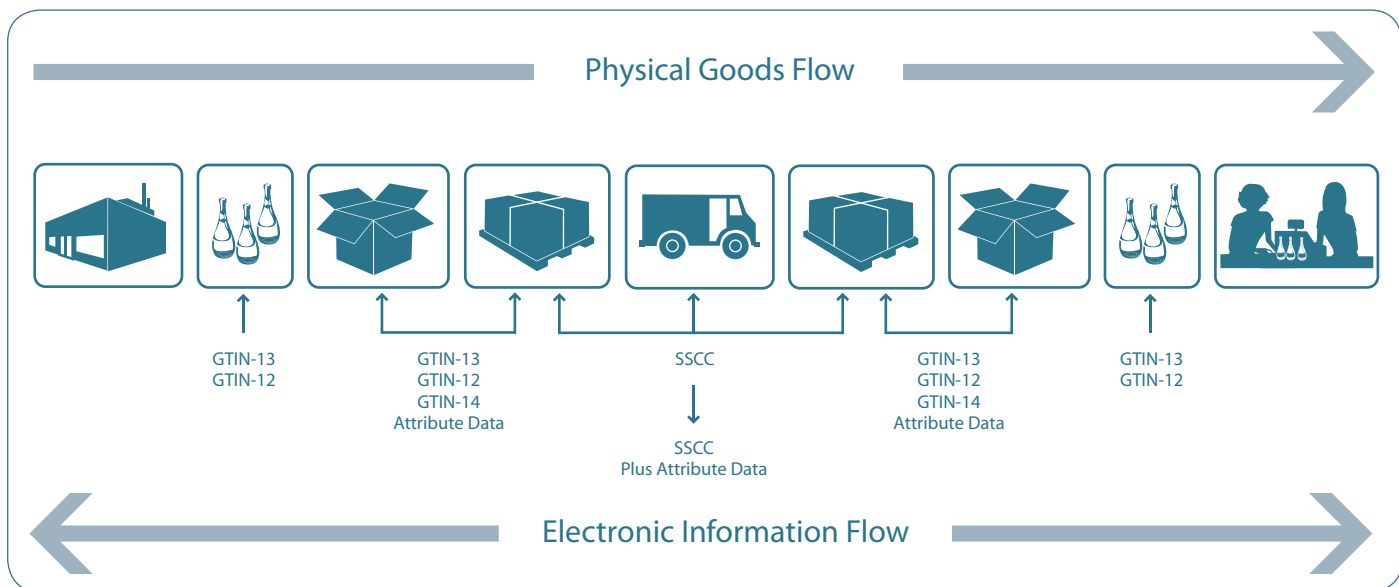 Physical Goods Flow
GTIN-13
GTIN-12
GTIN-13
GTIN-12
GTIN-14
Attribute Data
SSCC
SSCC
Plus Attribute Data
GTIN-13
GTIN-12
GTIN-14
Attribute Data
GTIN-13
GTIN-12
Electronic Information Flow